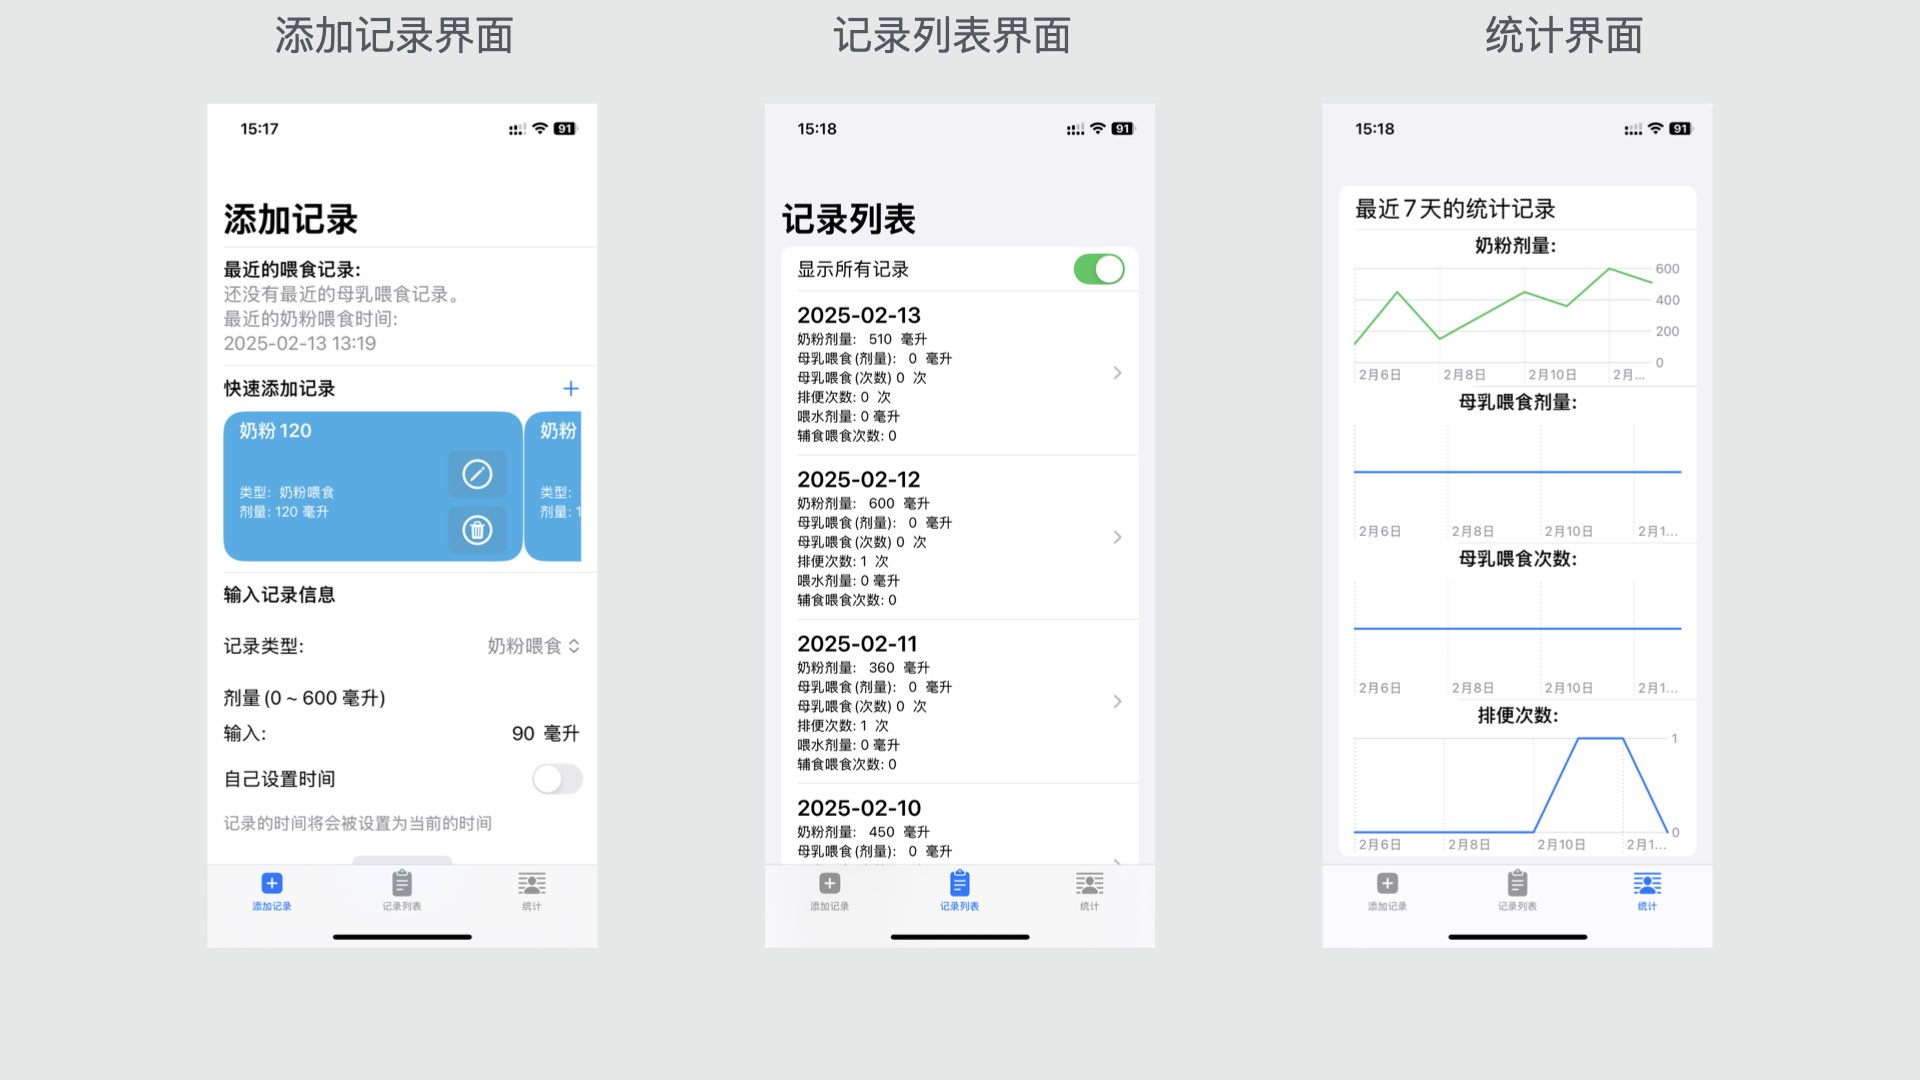 添加记录界面
记录列表界面
统计界面
15:17
91
添加记录
最近的喂食记录:
还没有最近的母乳喂食记录。
最近的奶粉喂食时间:
2025-02-13 13:19
快速添加记录
奶粉 120
类型: 奶粉喂食
剂量: 120 毫升
奶粉
类型:
剂量: 1
输入记录信息
记录类型:
奶粉喂食
剂量 (0 ~ 600 毫升)
输入:
90 毫升
自己设置时间
记录的时间将会被设置为当前的时间
添加记录
记录列表
统计
15:18
91
记录列表
显示所有记录
2025-02-13
奶粉剂量: 510 毫升
母乳喂食 (剂量): 0 毫升
母乳喂食 (次数) 0 次
排便次数: 0 次
喂水剂量: 0 毫升
辅食喂食次数: 0
2025-02-12
奶粉剂量: 600 毫升
母乳喂食 (剂量): 0 毫升
母乳喂食 (次数) 0 次
排便次数: 1 次
喂水剂量: 0 毫升
辅食喂食次数: 0
2025-02-11
奶粉剂量: 360 毫升
母乳喂食 (剂量): 0 毫升
母乳喂食 (次数) 0 次
排便次数: 1 次
喂水剂量: 0 毫升
辅食喂食次数: 0
2025-02-10
奶粉剂量: 450 毫升
母乳喂食 (剂量): 0 毫升
添加记录
记录列表
统计
15:18
91
最近 7 天的统计记录
奶粉剂量:
600
400
200
0
2月6日
2月8日
2月10日
2月...
母乳喂食剂量:
2月6日
2月8日
2月10日
2月1...
母乳喂食次数:
2月6日
2月8日
2月10日
2月1...
排便次数:
1
0
2月6日
2月8日
2月10日
2月1...
添加记录
记录列表
统计